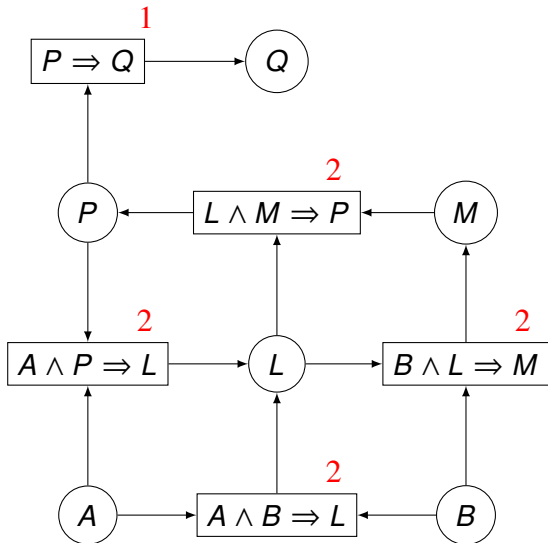 1
P ⇒ Q
Q
2
P
L ∧ M ⇒ P
M
2
2
A ∧ P ⇒ L
L
B ∧ L ⇒ M
2
A
A ∧ B ⇒ L
B